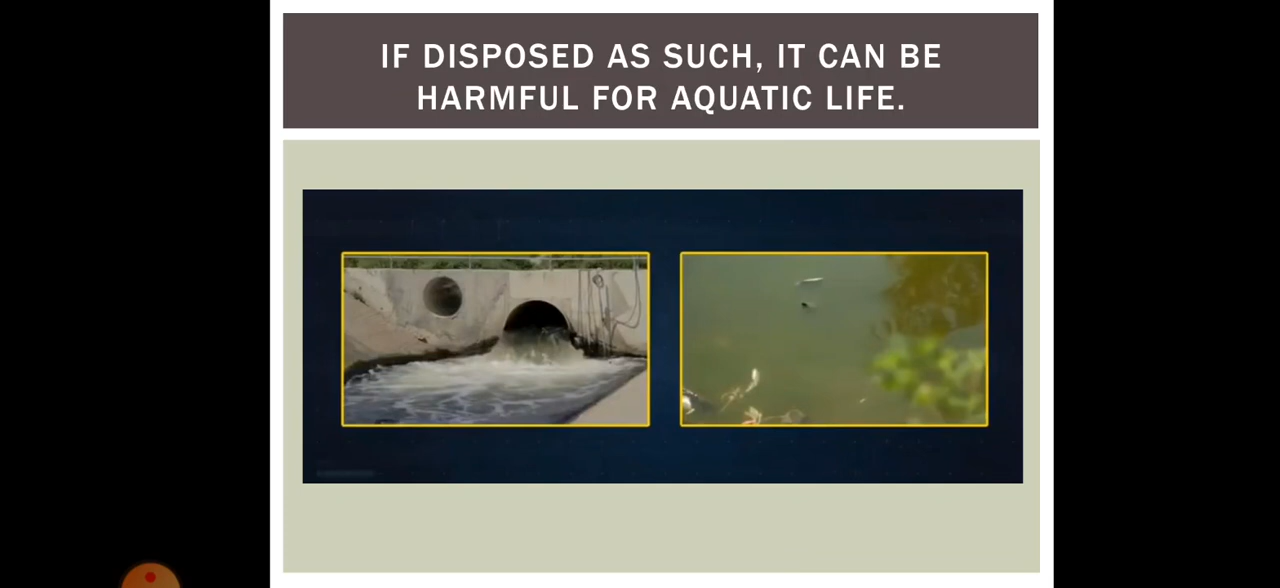 IF DISPOSED AS SUCH, IT CAN BE
HARMFUL FOR AQUATIC LIFE.